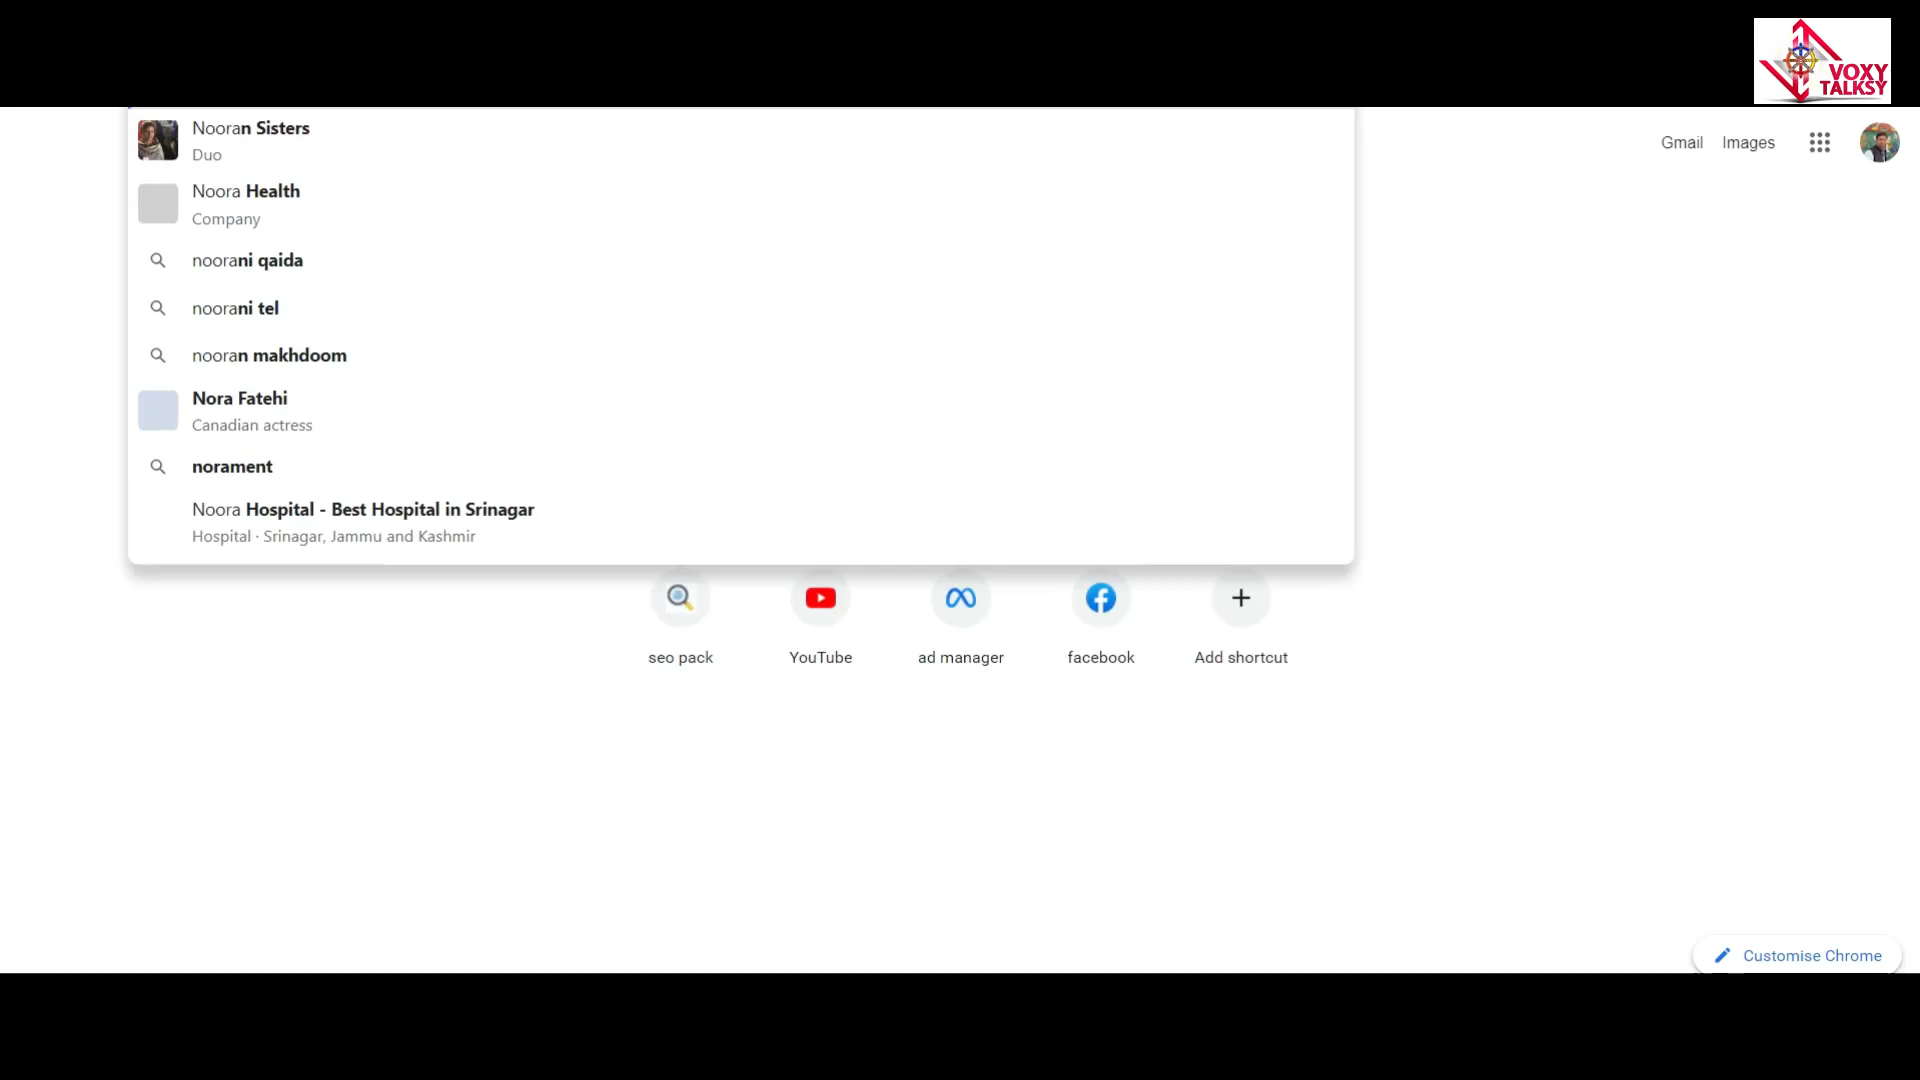 VOXY
TALKSY
Nooran Sisters
Duo
Gmail
Images
Noora Health
Company
noorani qaida
noorani tel
nooran makhdoom
Nora Fatehi
Canadian actress
norament
Noora Hospital - Best Hospital in Srinagar
Hospital · Srinagar, Jammu and Kashmir
seo pack
YouTube
ad manager
facebook
Add shortcut
Customise Chrome